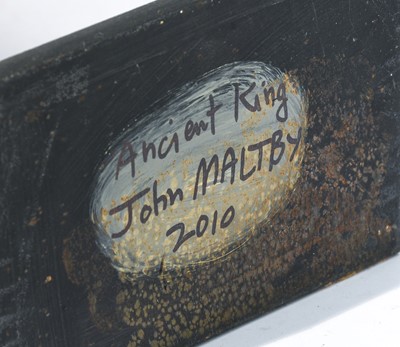 Ancient King
John MALTBY
2010